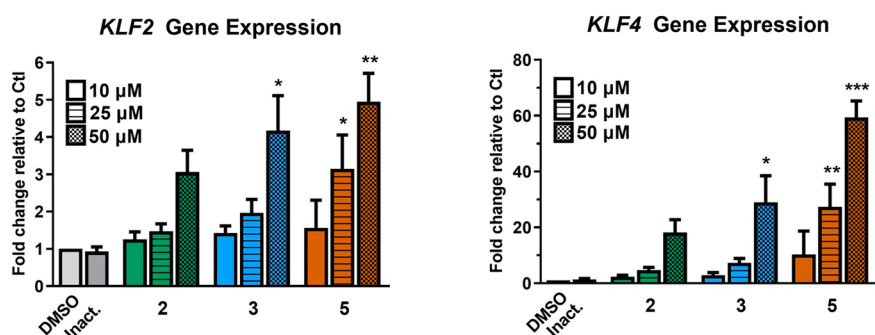 KLF2 Gene Expression
Fold change relative to Ctl
6
5
4
3
2
1
0
10 µM
25 µM
50 µM
*
*
**
DMSO
Inact.
2
3
5
KLF4 Gene Expression
Fold change relative to Ctl
80
60
40
20
0
10 µM
25 µM
50 µM
*
**
***
DMSO
Inact.
2
3
5